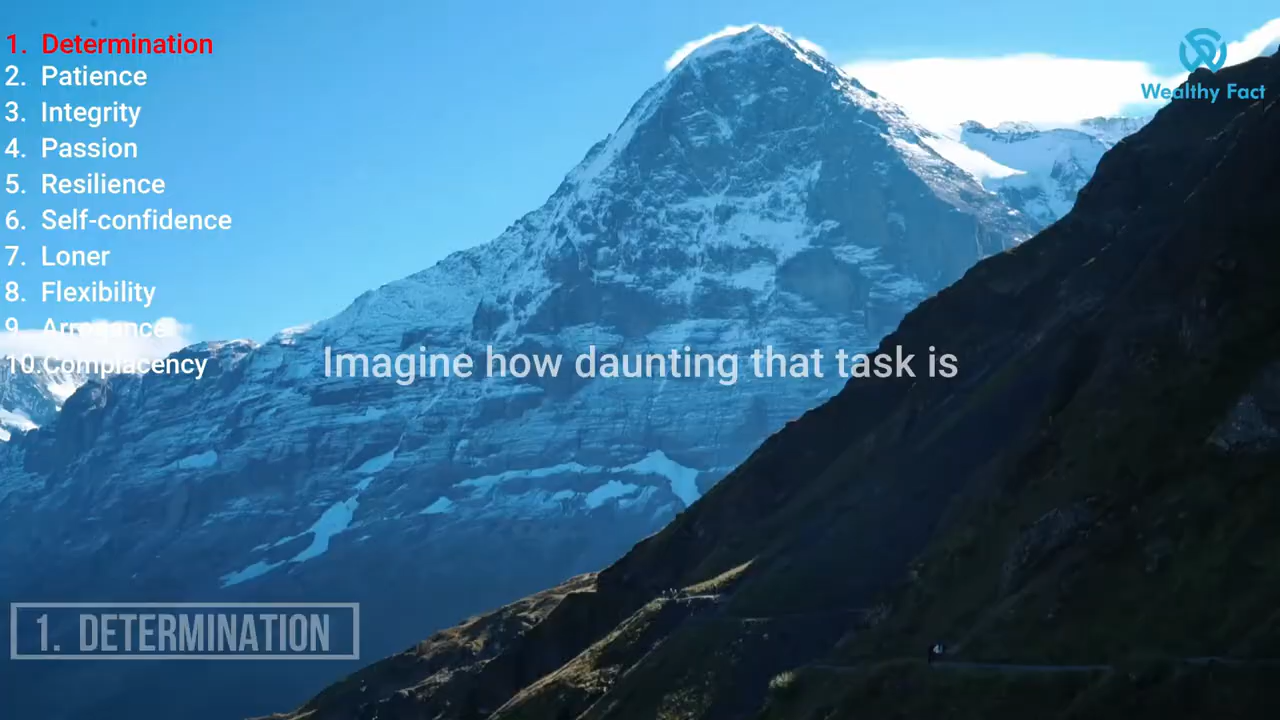 1. Determination
2. Patience
3. Integrity
4. Passion
5. Resilience
6. Self-confidence
7. Loner
8. Flexibility
9. Arrogance
10.Complacency
Wealthy Fact
Imagine how daunting that task is
1. DETERMINATION